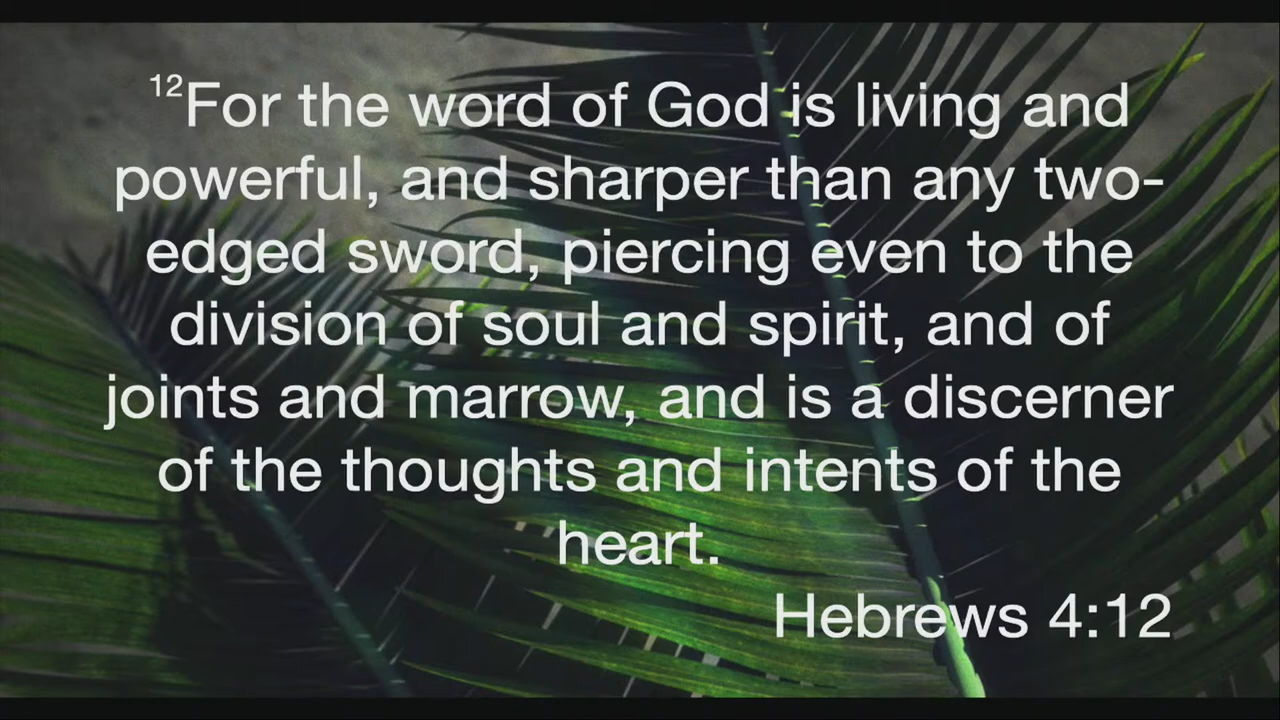 12For the word of God is living and
powerful, and sharper than any two-
edged sword, piercing even to the
division of soul and spirit, and of
joints and marrow, and is a discerner
of the thoughts and intents of the
heart.
Hebrews 4:12